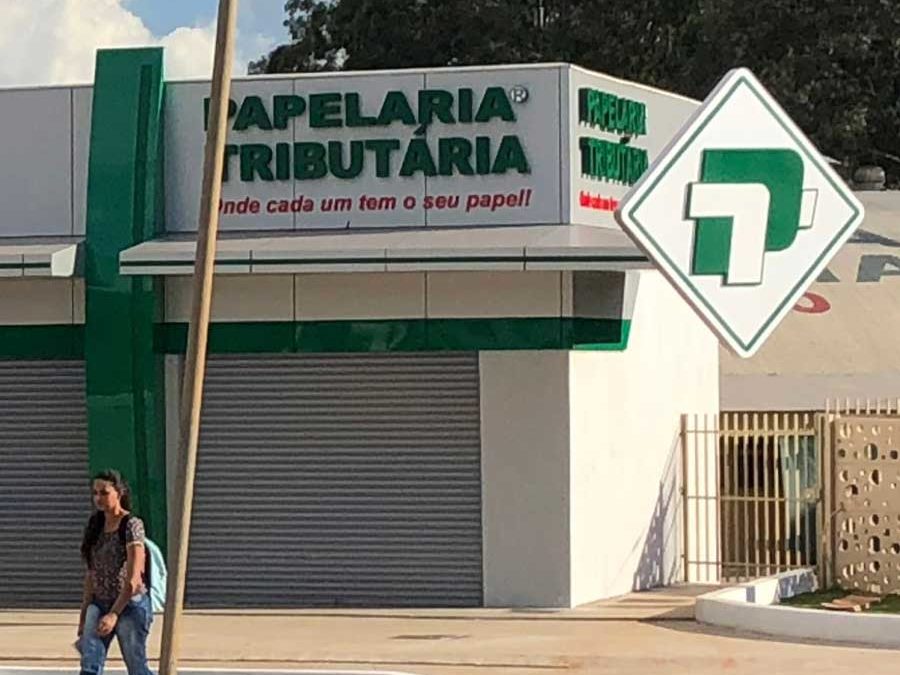 PAPELARIA®
TRIBUTÁRIA
Onde cada um tem o seu papel!
PAPELARIA
TRIBUTÁRIA